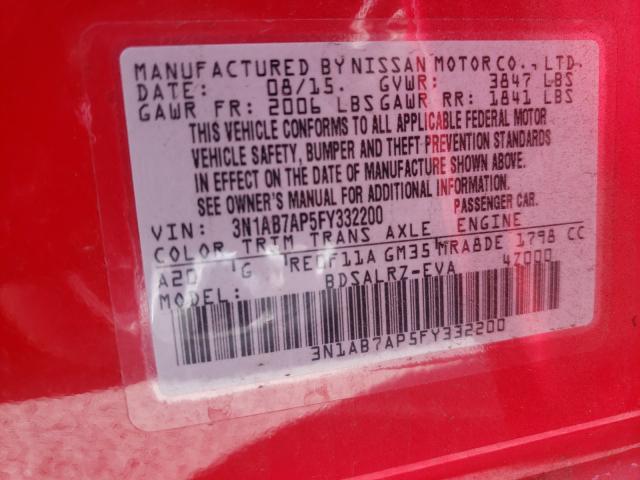 MANUFACTURED BY NISSAN MOTOR CO., LTD.
DATE: 08/15. GVWR: 3847 LBS
GAWR FR: 2006 LBS GAWR RR: 1841 LBS
THIS VEHICLE CONFORMS TO ALL APPLICABLE FEDERAL MOTOR
VEHICLE SAFETY, BUMPER AND THEFT PREVENTION STANDARDS
IN EFFECT ON THE DATE OF MANUFACTURE SHOWN ABOVE.
SEE OWNER'S MANUAL FOR ADDITIONAL INFORMATION.
VIN: 3N1AB7AP5FY332200 PASSENGER CAR.
COLOR TRIM TRANS AXLE ENGINE
A20 G RE0F11A GM35 MRA8DE 1798 CC
MODEL: BDSALRZ-EVA 4Z000
3N1AB7AP5FY332200